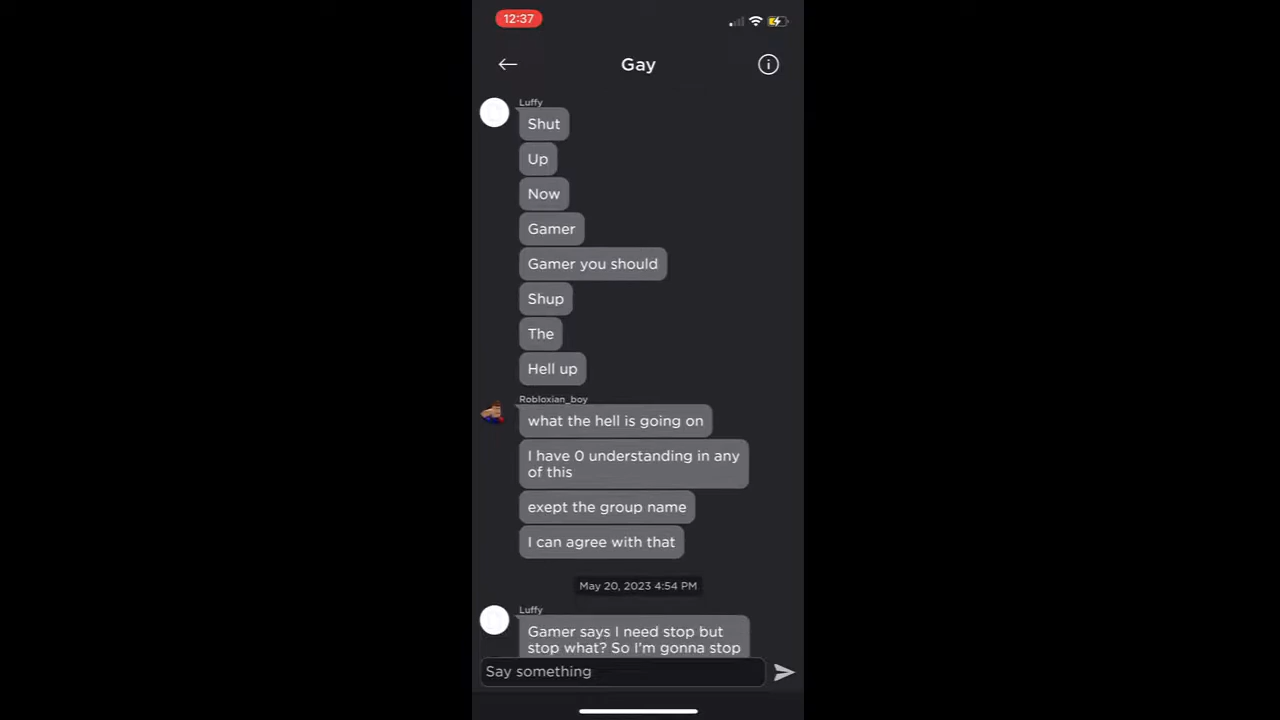 12:37
Gay
Luffy
Shut
Up
Now
Gamer
Gamer you should
Shup
The
Hell up
Robloxian_boy
what the hell is going on
I have 0 understanding in any
of this
exept the group name
I can agree with that
May 20, 2023 4:54 PM
Luffy
Gamer says I need stop but
stop what? So I'm gonna stop
Say something